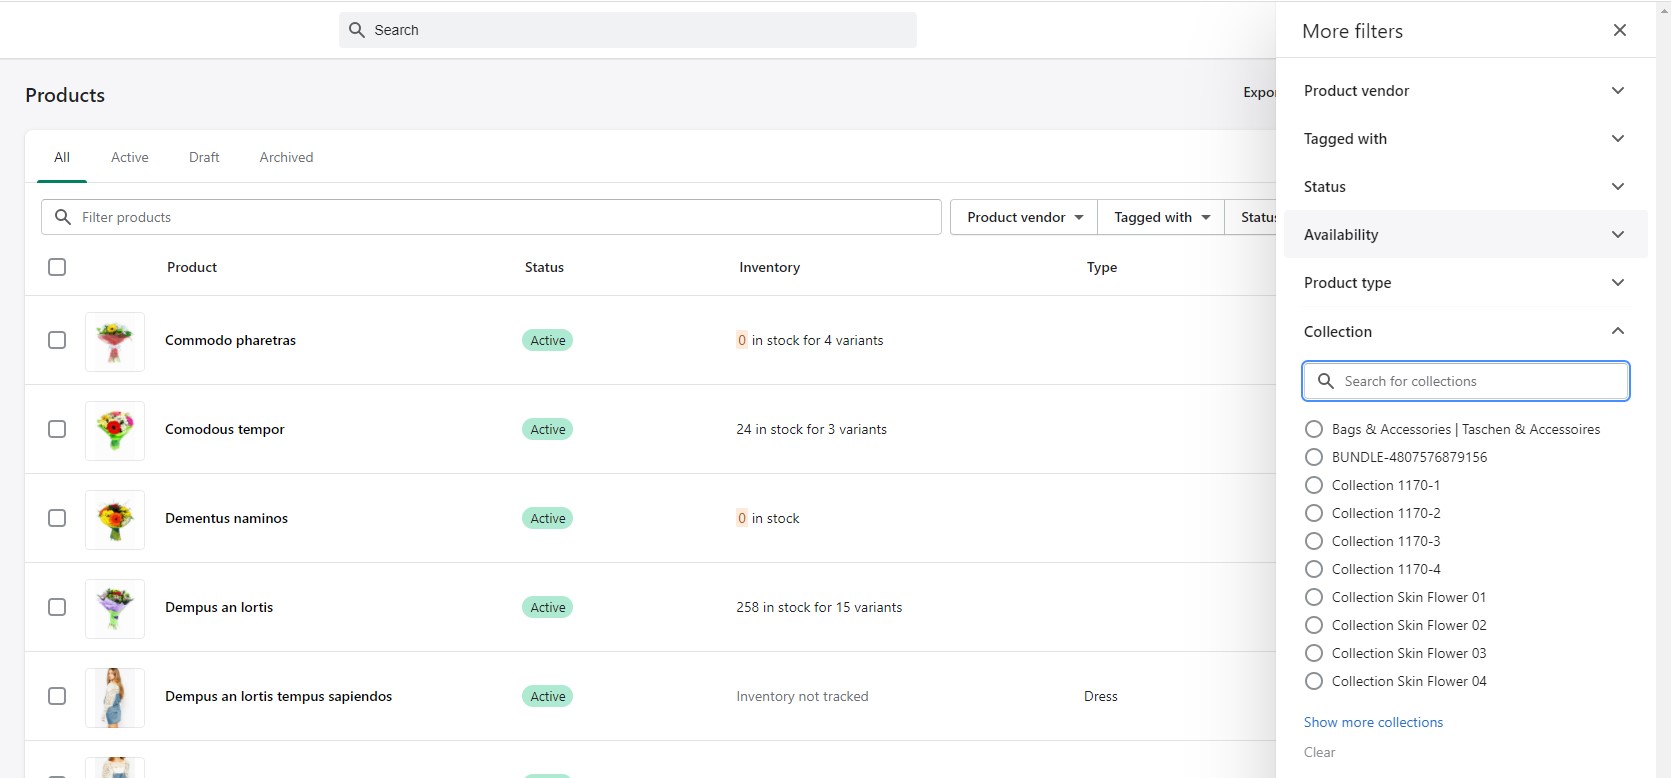 Search
Products
Expor
All Active Draft Archived
Filter products Product vendor Tagged with Status
Product Status Inventory Type
Commodo pharetras Active 0 in stock for 4 variants
Comodous tempor Active 24 in stock for 3 variants
Dementus naminos Active 0 in stock
Dempus an lortis Active 258 in stock for 15 variants
Dempus an lortis tempus sapiendos Active Inventory not tracked Dress
More filters
Product vendor
Tagged with
Status
Availability
Product type
Collection
Search for collections
Bags & Accessories | Taschen & Accessoires
BUNDLE-4807576879156
Collection 1170-1
Collection 1170-2
Collection 1170-3
Collection 1170-4
Collection Skin Flower 01
Collection Skin Flower 02
Collection Skin Flower 03
Collection Skin Flower 04
Show more collections
Clear